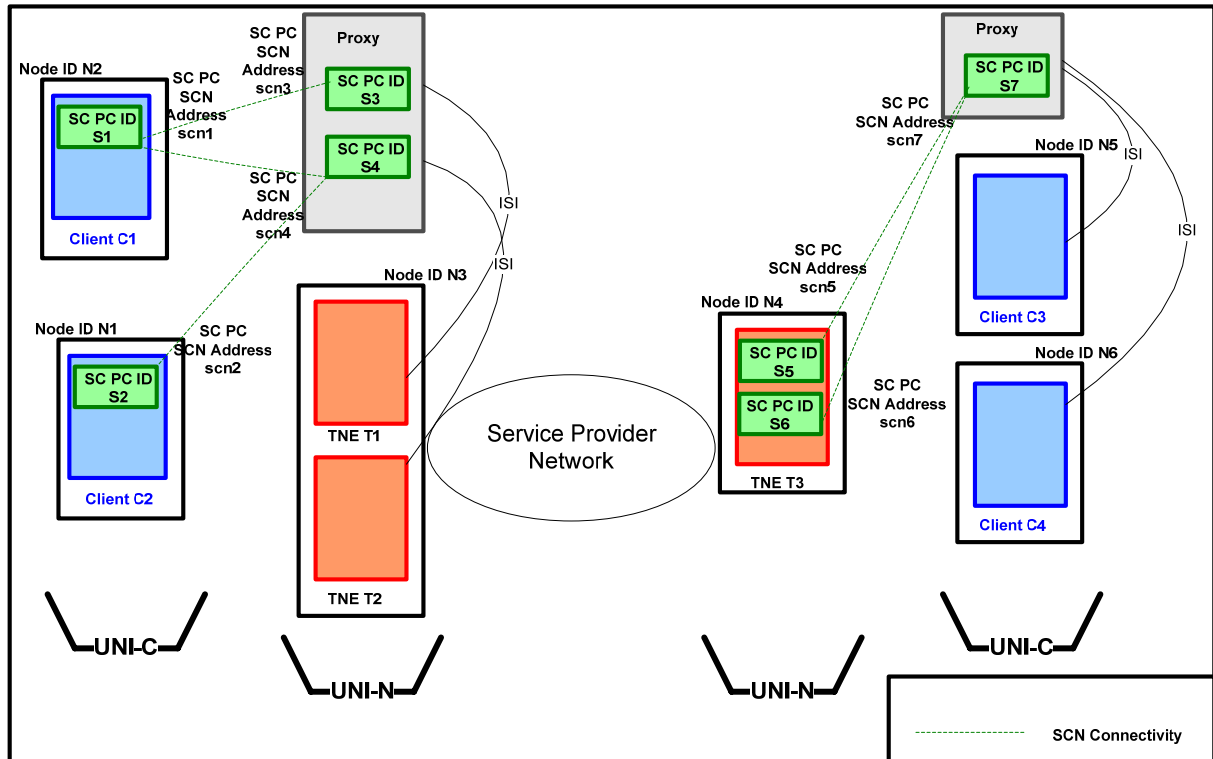 Node ID N2
SC PC ID
S1
Client C1
SC PC
SCN
Address
scn1
SC PC
SCN
Address
scn3
Proxy
SC PC ID
S3
SC PC ID
S4
SC PC
SCN
Address
scn4
ISI
ISI
Node ID N1
SC PC ID
S2
Client C2
SC PC
SCN Address
scn2
Node ID N3
TNE T1
TNE T2
Service Provider
Network
Node ID N4
SC PC ID
S5
SC PC ID
S6
TNE T3
SC PC
SCN Address
scn5
SC PC
SCN Address
scn6
SC PC
SCN Address
scn7
Proxy
SC PC ID
S7
Node ID N5
Client C3
ISI
ISI
Node ID N6
Client C4
UNI-C
UNI-N
UNI-N
UNI-C
SCN Connectivity